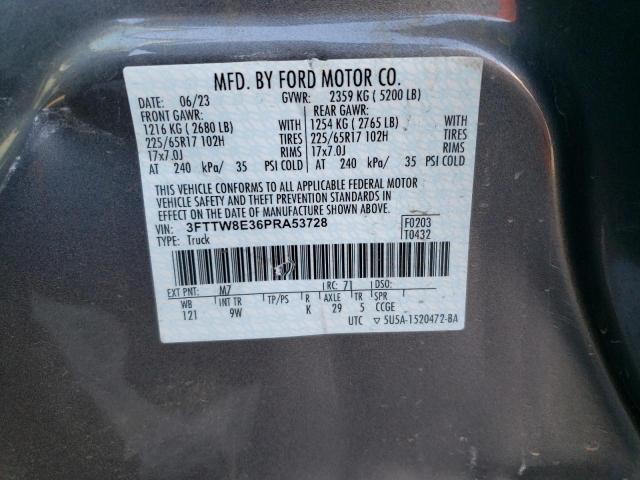 MFD. BY FORD MOTOR CO.
DATE: 06/23 GVWR: 2359 KG ( 5200 LB)
FRONT GAWR: REAR GAWR:
1216 KG ( 2680 LB) WITH 1254 KG ( 2765 LB) WITH
225/65R17 102H TIRES 225/65R17 102H TIRES
17x7.0J RIMS 17x7.0J RIMS
AT 240 kPa/ 35 PSI COLD AT 240 kPa/ 35 PSI COLD
THIS VEHICLE CONFORMS TO ALL APPLICABLE FEDERAL MOTOR
VEHICLE SAFETY AND THEFT PREVENTION STANDARDS IN
EFFECT ON THE DATE OF MANUFACTURE SHOWN ABOVE.
VIN: 3FTTW8E36PRA53728 F0203
TYPE: Truck T0432
EXT PNT: M7 RC: 71 DSO:
WB INT TR TP/PS R AXLE TR SPR
121 9W K 29 5 CCGE
UTC ▽5U5A-1520472-BA